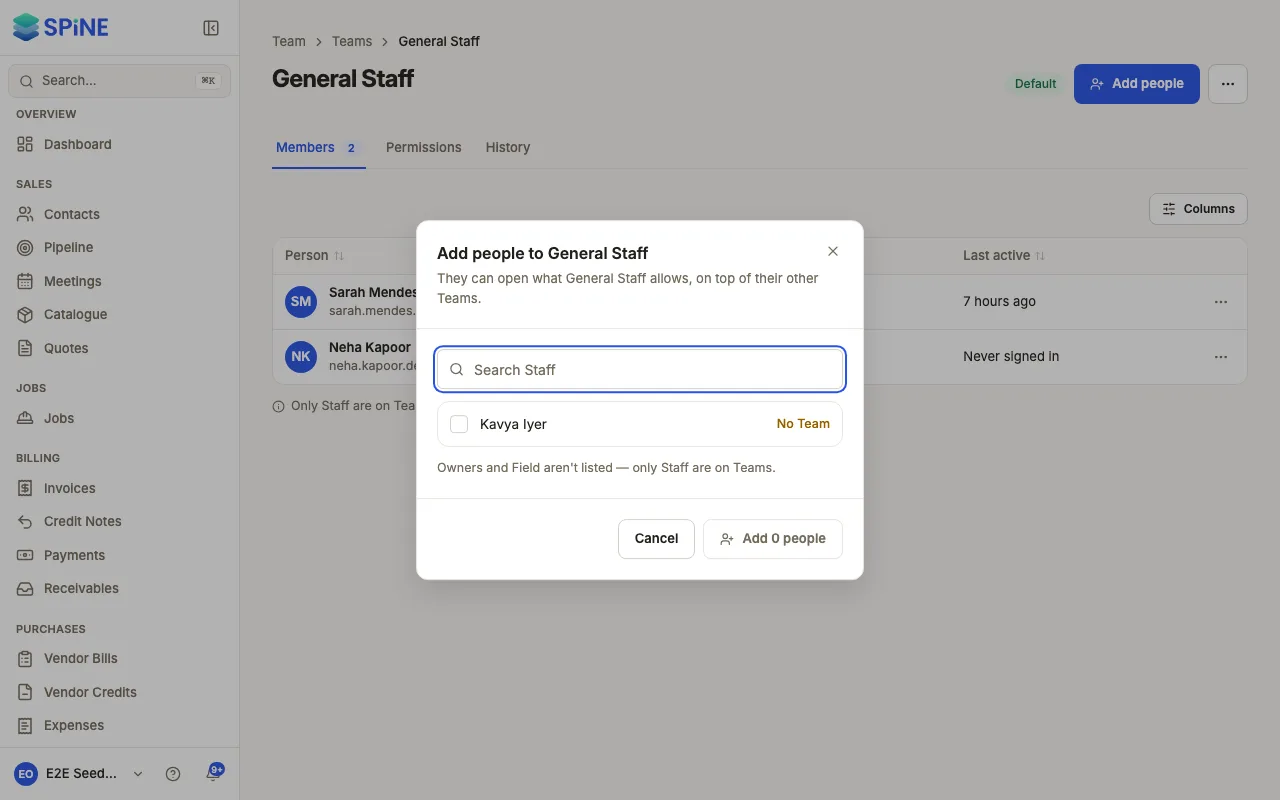 SPiNE
Search...
⌘K
OVERVIEW
Dashboard
SALES
Contacts
Pipeline
Meetings
Catalogue
Quotes
JOBS
Jobs
BILLING
Invoices
Credit Notes
Payments
Receivables
PURCHASES
Vendor Bills
Vendor Credits
Expenses
EO E2E Seed...
9+
Team > Teams > General Staff
General Staff
Default
Add people
Members 2
Permissions
History
Columns
Person
Last active
SM
Sarah Mendes
sarah.mendes.
7 hours ago
NK
Neha Kapoor
neha.kapoor.de
Never signed in
Only Staff are on Tea
Add people to General Staff
They can open what General Staff allows, on top of their other
Teams.
Search Staff
Kavya Iyer
No Team
Owners and Field aren't listed — only Staff are on Teams.
Cancel
Add 0 people